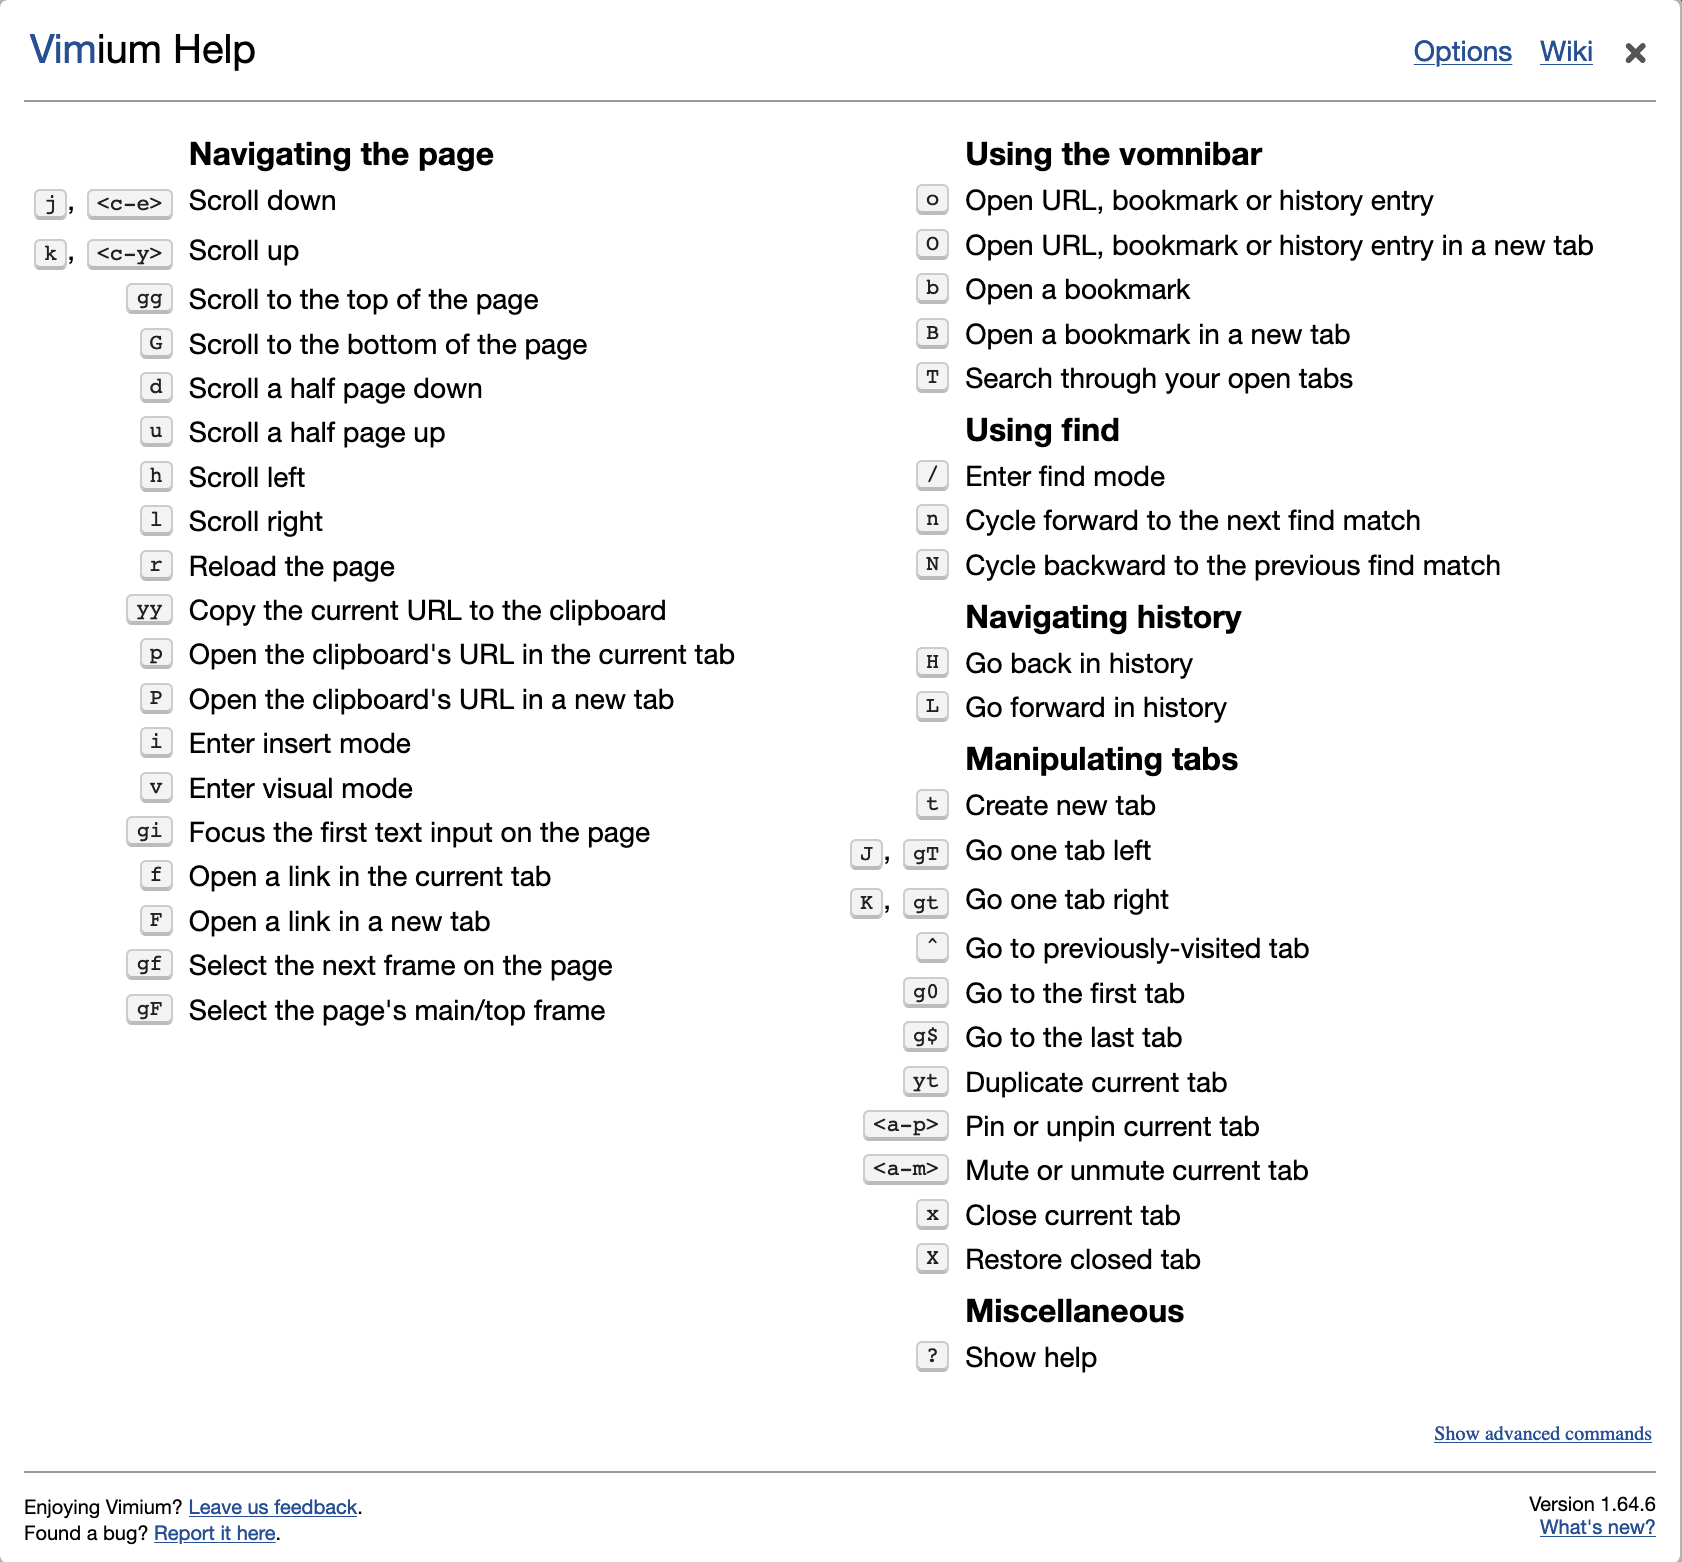 Vimium Help
Options Wiki ×
Navigating the page
j, <c-e> Scroll down
k, <c-y> Scroll up
gg Scroll to the top of the page
G Scroll to the bottom of the page
d Scroll a half page down
u Scroll a half page up
h Scroll left
l Scroll right
r Reload the page
yy Copy the current URL to the clipboard
p Open the clipboard's URL in the current tab
P Open the clipboard's URL in a new tab
i Enter insert mode
v Enter visual mode
gi Focus the first text input on the page
f Open a link in the current tab
F Open a link in a new tab
gf Select the next frame on the page
gF Select the page's main/top frame
Using the vomnibar
o Open URL, bookmark or history entry
O Open URL, bookmark or history entry in a new tab
b Open a bookmark
B Open a bookmark in a new tab
T Search through your open tabs
Using find
/ Enter find mode
n Cycle forward to the next find match
N Cycle backward to the previous find match
Navigating history
H Go back in history
L Go forward in history
Manipulating tabs
t Create new tab
J, gT Go one tab left
K, gt Go one tab right
^ Go to previously-visited tab
g0 Go to the first tab
g$ Go to the last tab
yt Duplicate current tab
<a-p> Pin or unpin current tab
<a-m> Mute or unmute current tab
x Close current tab
X Restore closed tab
Miscellaneous
? Show help
Show advanced commands
Enjoying Vimium? Leave us feedback.
Found a bug? Report it here.
Version 1.64.6
What's new?